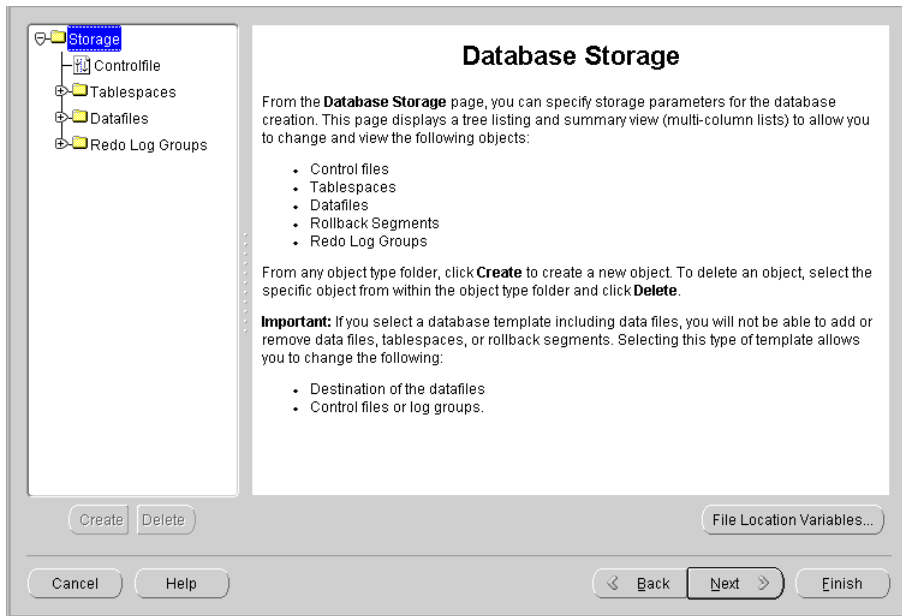 Storage
Controlfile
Tablespaces
Datafiles
Redo Log Groups
Database Storage
From the Database Storage page, you can specify storage parameters for the database
creation. This page displays a tree listing and summary view (multi-column lists) to allow you
to change and view the following objects:
• Control files
• Tablespaces
• Datafiles
• Rollback Segments
• Redo Log Groups
From any object type folder, click Create to create a new object. To delete an object, select the
specific object from within the object type folder and click Delete.
Important: If you select a database template including data files, you will not be able to add or
remove data files, tablespaces, or rollback segments. Selecting this type of template allows
you to change the following:
• Destination of the datafiles
• Control files or log groups.
Create Delete File Location Variables...
Cancel Help Back Next Finish